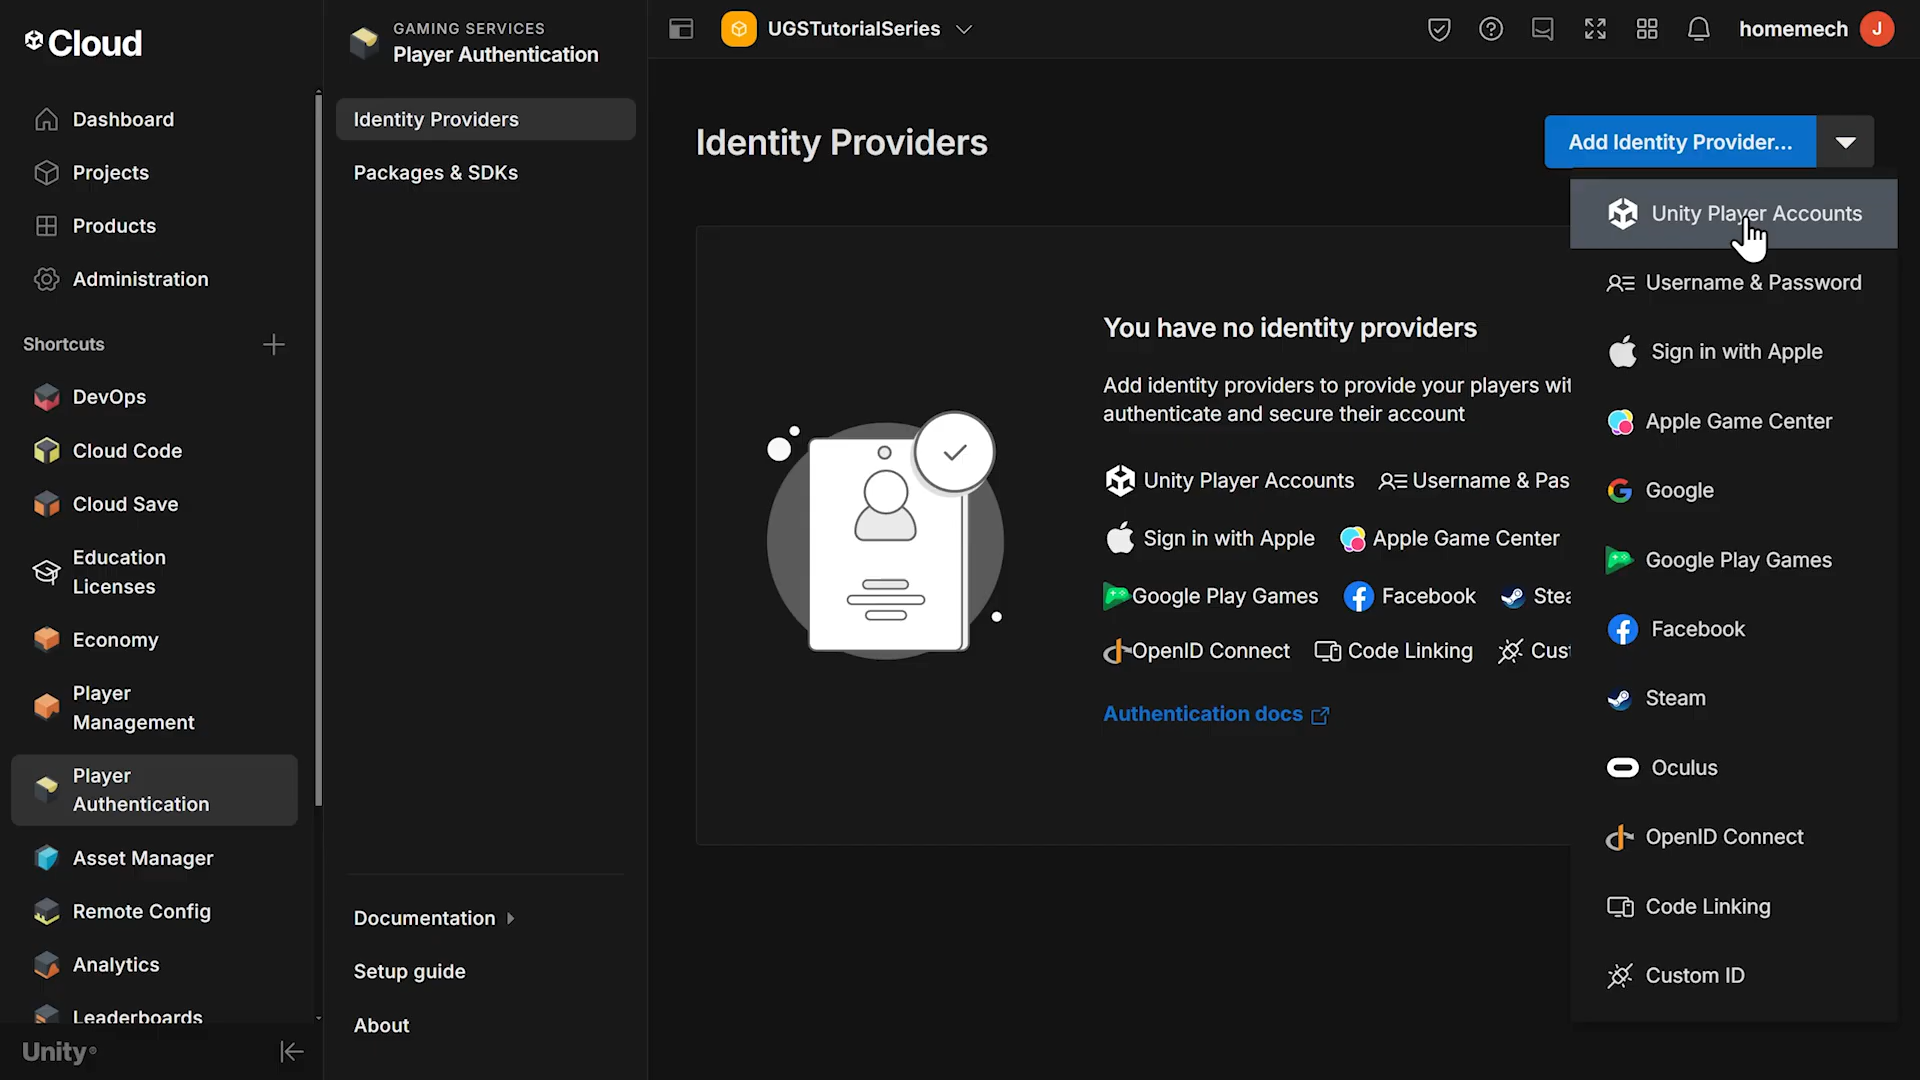 Cloud
Dashboard
Projects
Products
Administration
Shortcuts
DevOps
Cloud Code
Cloud Save
Education
Licenses
Economy
Player
Management
Player
Authentication
Asset Manager
Remote Config
Analytics
Leaderboards
Unity®
GAMING SERVICES
Player Authentication
Identity Providers
Packages & SDKs
Documentation
Setup guide
About
UGSTutorialSeries
homemech
J
Identity Providers
Add Identity Provider...
You have no identity providers
Add identity providers to provide your players wit
authenticate and secure their account
Unity Player Accounts
Username & Pas
Sign in with Apple
Apple Game Center
Google Play Games
Facebook
Stea
OpenID Connect
Code Linking
Cust
Authentication docs
Unity Player Accounts
Username & Password
Sign in with Apple
Apple Game Center
Google
Google Play Games
Facebook
Steam
Oculus
OpenID Connect
Code Linking
Custom ID